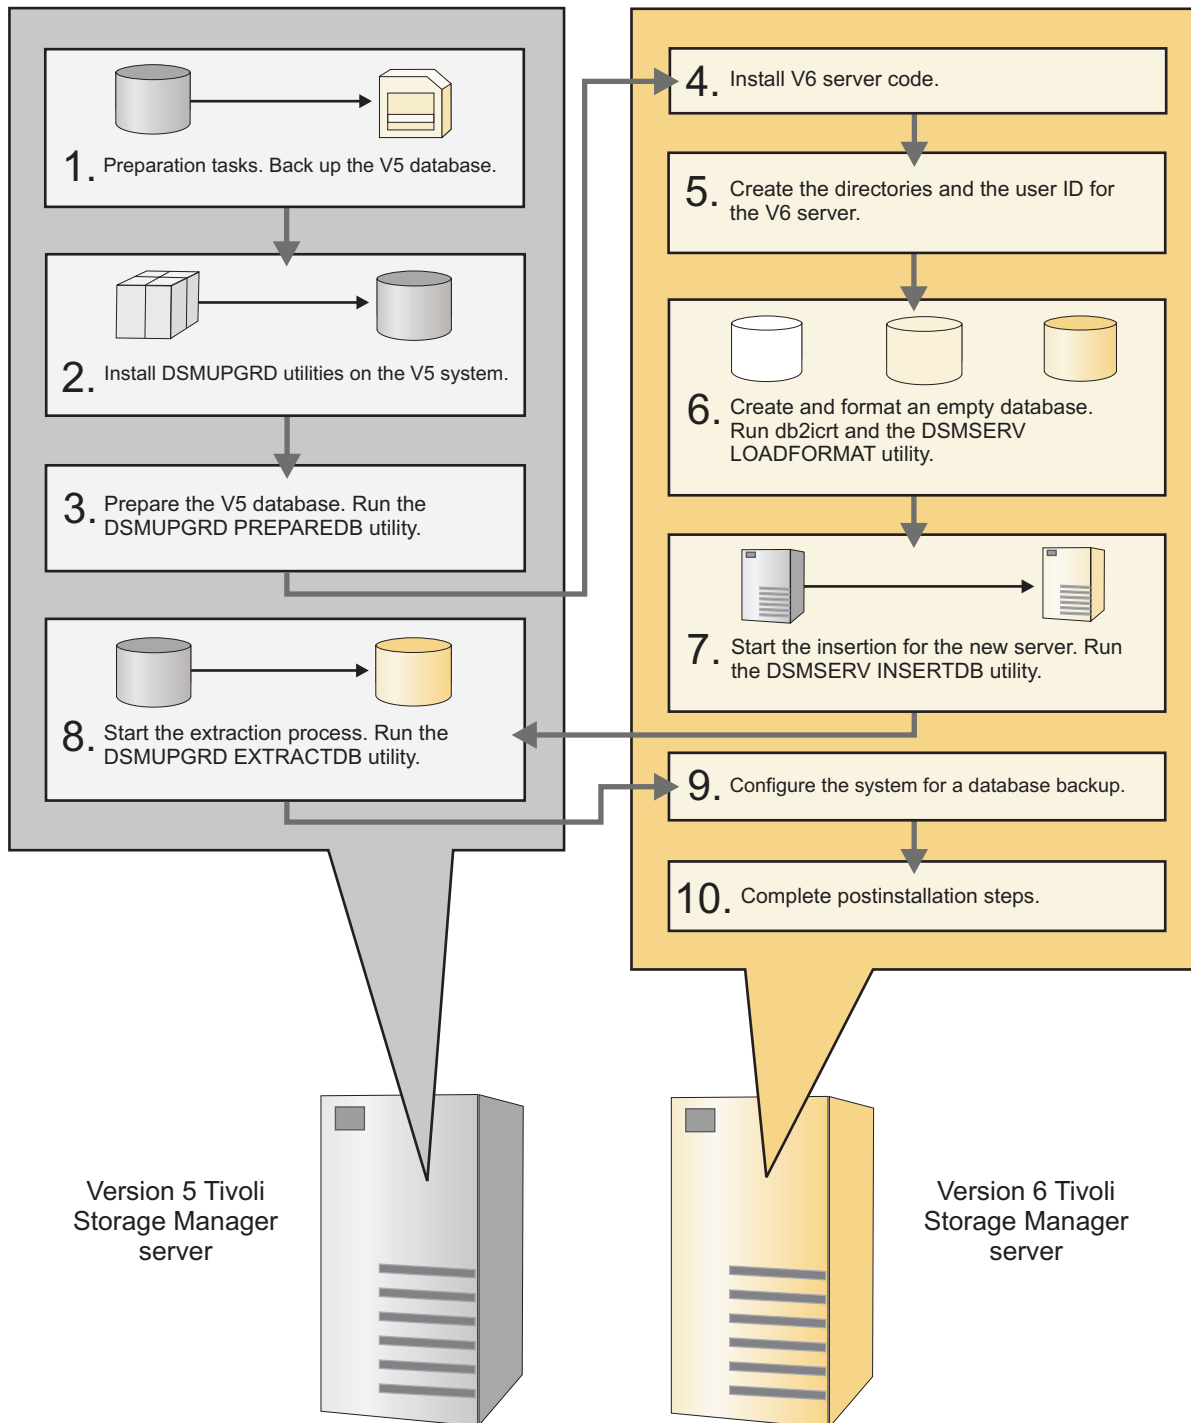 1. Preparation tasks. Back up the V5 database.
2. Install DSMUPGRD utilities on the V5 system.
3. Prepare the V5 database. Run the
DSMUPGRD PREPAREDB utility.
4. Install V6 server code.
5. Create the directories and the user ID for
the V6 server.
6. Create and format an empty database.
Run db2icrt and the DSMSERV
LOADFORMAT utility.
7. Start the insertion for the new server. Run
the DSMSERV INSERTDB utility.
8. Start the extraction process. Run the
DSMUPGRD EXTRACTDB utility.
9. Configure the system for a database backup.
10. Complete postinstallation steps.
Version 5 Tivoli
Storage Manager
server
Version 6 Tivoli
Storage Manager
server